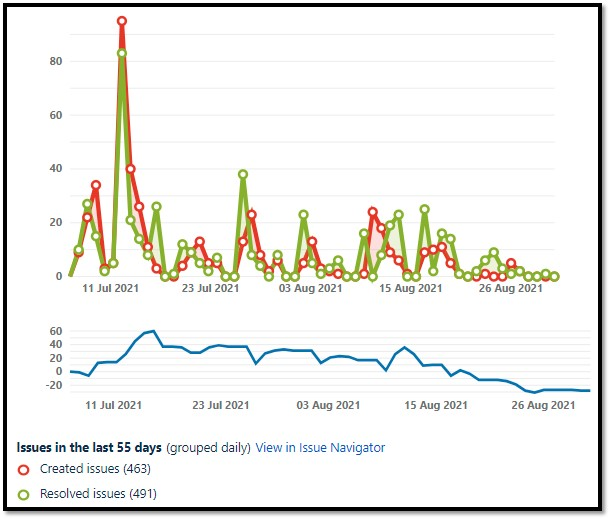 80
60
40
20
0
11 Jul 2021 23 Jul 2021 03 Aug 2021 15 Aug 2021 26 Aug 2021
60
40
20
0
-20
11 Jul 2021 23 Jul 2021 03 Aug 2021 15 Aug 2021 26 Aug 2021
Issues in the last 55 days (grouped daily) View in Issue Navigator
Created issues (463)
Resolved issues (491)